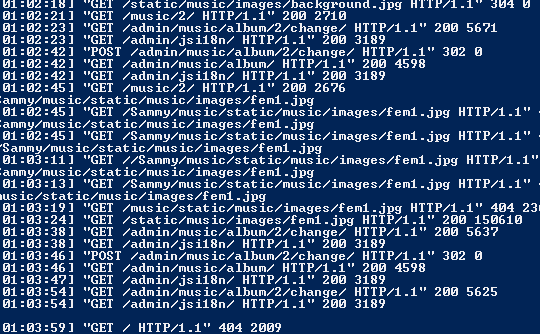 01:02:18] "GET /static/music/images/background.jpg HTTP/1.1" 304 0
01:02:21] "GET /music/2/ HTTP/1.1" 200 2710
01:02:23] "GET /admin/music/album/2/change/ HTTP/1.1" 200 5671
01:02:23] "GET /admin/jsi18n/ HTTP/1.1" 200 3189
01:02:42] "POST /admin/music/album/2/change/ HTTP/1.1" 302 0
01:02:42] "GET /admin/music/album/ HTTP/1.1" 200 4598
01:02:42] "GET /admin/jsi18n/ HTTP/1.1" 200 3189
01:02:45] "GET /music/2/ HTTP/1.1" 200 2676
Sammy/music/static/music/images/fem1.jpg
01:02:45] "GET /Sammy/music/static/music/images/fem1.jpg HTTP/1.1"
Sammy/music/static/music/images/fem1.jpg
01:02:45] "GET /Sammy/music/static/music/images/fem1.jpg HTTP/1.1"
/Sammy/music/static/music/images/fem1.jpg
01:03:11] "GET //Sammy/music/static/music/images/fem1.jpg HTTP/1.1"
Sammy/music/static/music/images/fem1.jpg
01:03:13] "GET /Sammy/music/static/music/images/fem1.jpg HTTP/1.1"
music/static/music/images/fem1.jpg
01:03:19] "GET /music/static/music/images/fem1.jpg HTTP/1.1" 404
01:03:24] "GET /static/music/images/fem1.jpg HTTP/1.1" 200 150610
01:03:38] "GET /admin/music/album/2/change/ HTTP/1.1" 200 5637
01:03:38] "GET /admin/jsi18n/ HTTP/1.1" 200 3189
01:03:46] "POST /admin/music/album/2/change/ HTTP/1.1" 302 0
01:03:46] "GET /admin/music/album/ HTTP/1.1" 200 4598
01:03:47] "GET /admin/jsi18n/ HTTP/1.1" 200 3189
01:03:54] "GET /admin/music/album/2/change/ HTTP/1.1" 200 5625
01:03:54] "GET /admin/jsi18n/ HTTP/1.1" 200 3189
01:03:59] "GET / HTTP/1.1" 404 2009